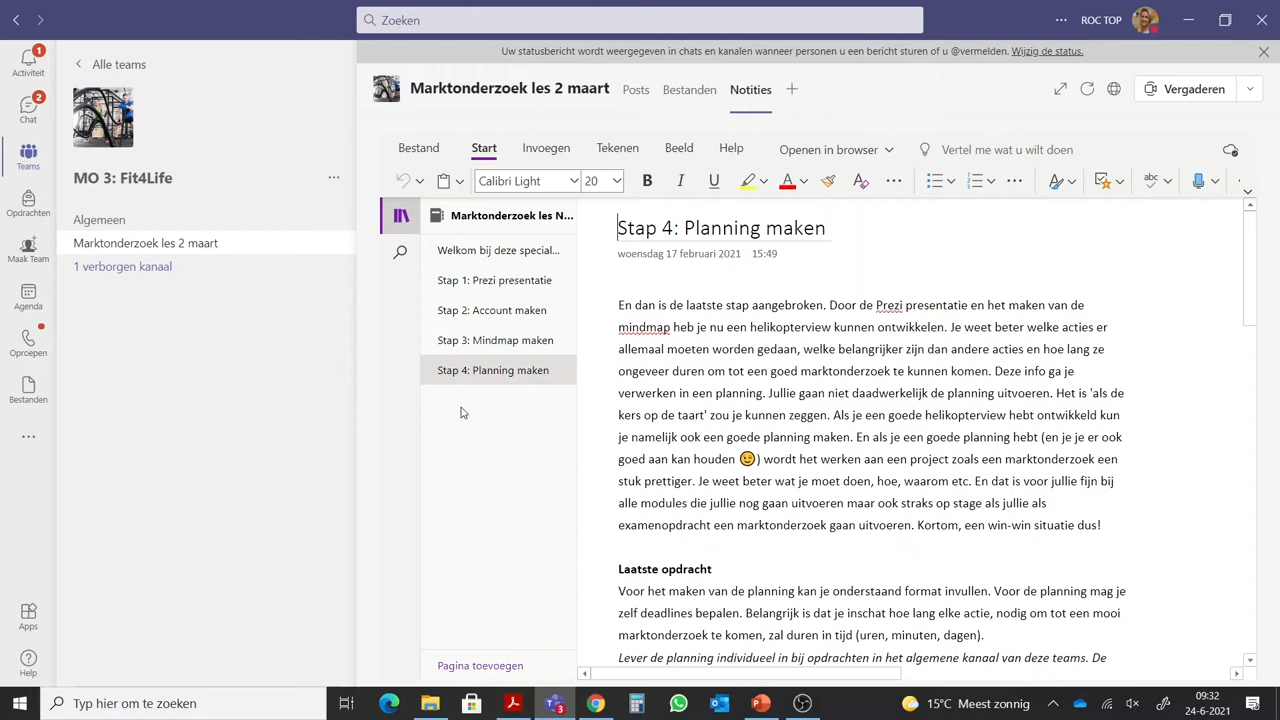 Zoeken
ROC TOP
Uw statusbericht wordt weergegeven in chats en kanalen wanneer personen u een bericht sturen of u @vermelden. Wijzig de status.
1
Activiteit
2
Chat
Teams
Opdrachten
Maak Team
Agenda
Oproepen
Bestanden
Apps
Help
Alle teams
MO 3: Fit4Life
Algemeen
Marktonderzoek les 2 maart
1 verborgen kanaal
Marktonderzoek les 2 maart
Posts
Bestanden
Notities
Vergaderen
Bestand
Start
Invoegen
Tekenen
Beeld
Help
Openen in browser
Vertel me wat u wilt doen
Calibri Light
20
B
I
U
A
A
abc
Marktonderzoek les N...
Welkom bij deze special...
Stap 1: Prezi presentatie
Stap 2: Account maken
Stap 3: Mindmap maken
Stap 4: Planning maken
Pagina toevoegen
Stap 4: Planning maken
woensdag 17 februari 2021 15:49
En dan is de laatste stap aangebroken. Door de Prezi presentatie en het maken van de
mindmap heb je nu een helikopterview kunnen ontwikkelen. Je weet beter welke acties er
allemaal moeten worden gedaan, welke belangrijker zijn dan andere acties en hoe lang ze
ongeveer duren om tot een goed marktonderzoek te kunnen komen. Deze info ga je
verwerken in een planning. Jullie gaan niet daadwerkelijk de planning uitvoeren. Het is 'als de
kers op de taart' zou je kunnen zeggen. Als je een goede helikopterview hebt ontwikkeld kun
je namelijk ook een goede planning maken. En als je een goede planning hebt (en je je er ook
goed aan kan houden 😉) wordt het werken aan een project zoals een marktonderzoek een
stuk prettiger. Je weet beter wat je moet doen, hoe, waarom etc. En dat is voor jullie fijn bij
alle modules die jullie nog gaan uitvoeren maar ook straks op stage als jullie als
examenopdracht een marktonderzoek gaan uitvoeren. Kortom, een win-win situatie dus!
Laatste opdracht
Voor het maken van de planning kan je onderstaand format invullen. Voor de planning mag je
zelf deadlines bepalen. Belangrijk is dat je inschat hoe lang elke actie, nodig om tot een mooi
marktonderzoek te komen, zal duren in tijd (uren, minuten, dagen).
Lever de planning individueel in bij opdrachten in het algemene kanaal van deze teams. De
Typ hier om te zoeken
3
15°C Meest zonnig
09:32
24-6-2021